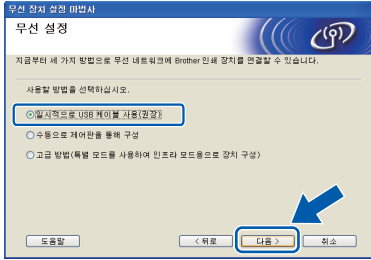 무선 장치 설정 마법사
무선 설정
지금부터 세 가지 방법으로 무선 네트워크에 Brother 인쇄 장치를 연결할 수 있습니다.
사용할 방법을 선택하십시오.
일시적으로 USB 케이블 사용(권장)
수동으로 제어판을 통해 구성
고급 방법(특별 모드를 사용하여 인프라 모드용으로 장치 구성)
도움말
< 뒤로
다음 >
취소